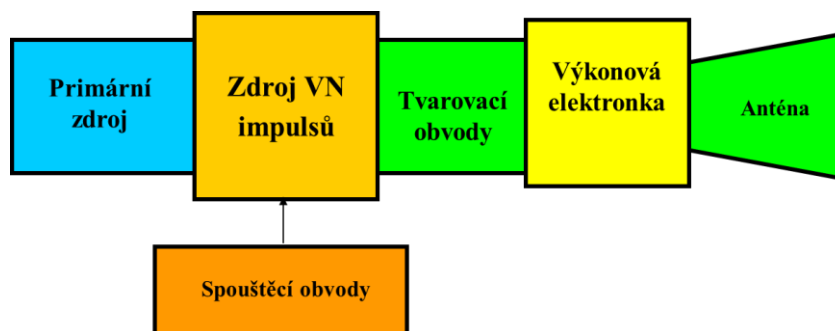 Primární
zdroj
Zdroj VN
impulsů
Tvarovací
obvody
Výkonová
elektronka
Anténa
Spouštěcí obvody